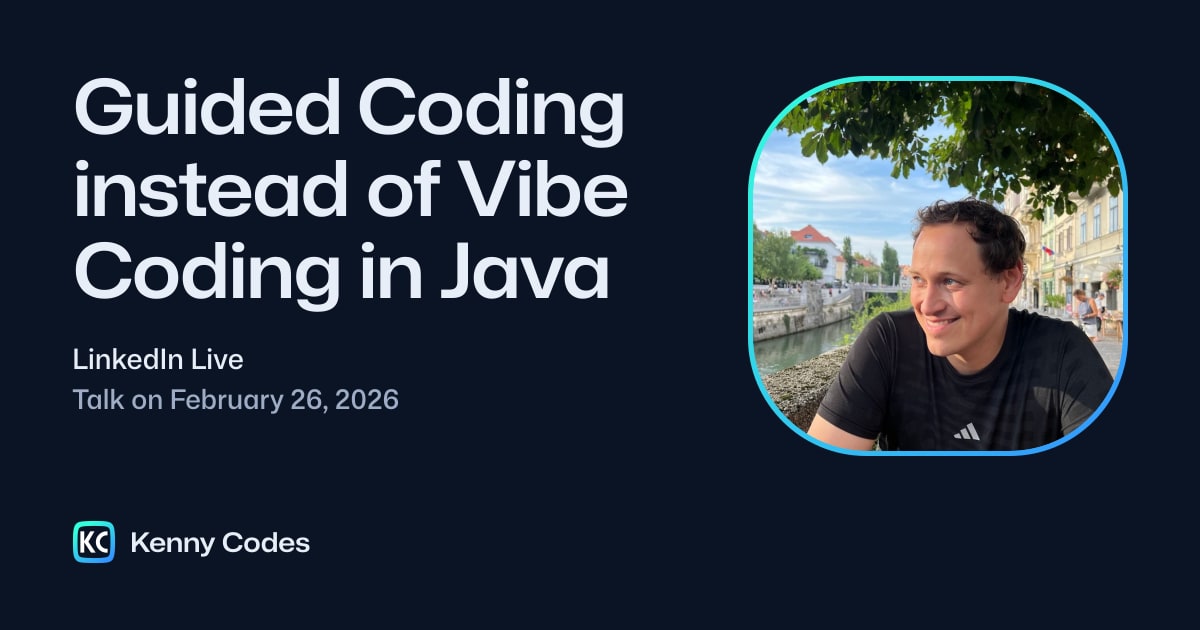 Guided Coding
instead of Vibe
Coding in Java
LinkedIn Live
Talk on February 26, 2026
KC Kenny Codes